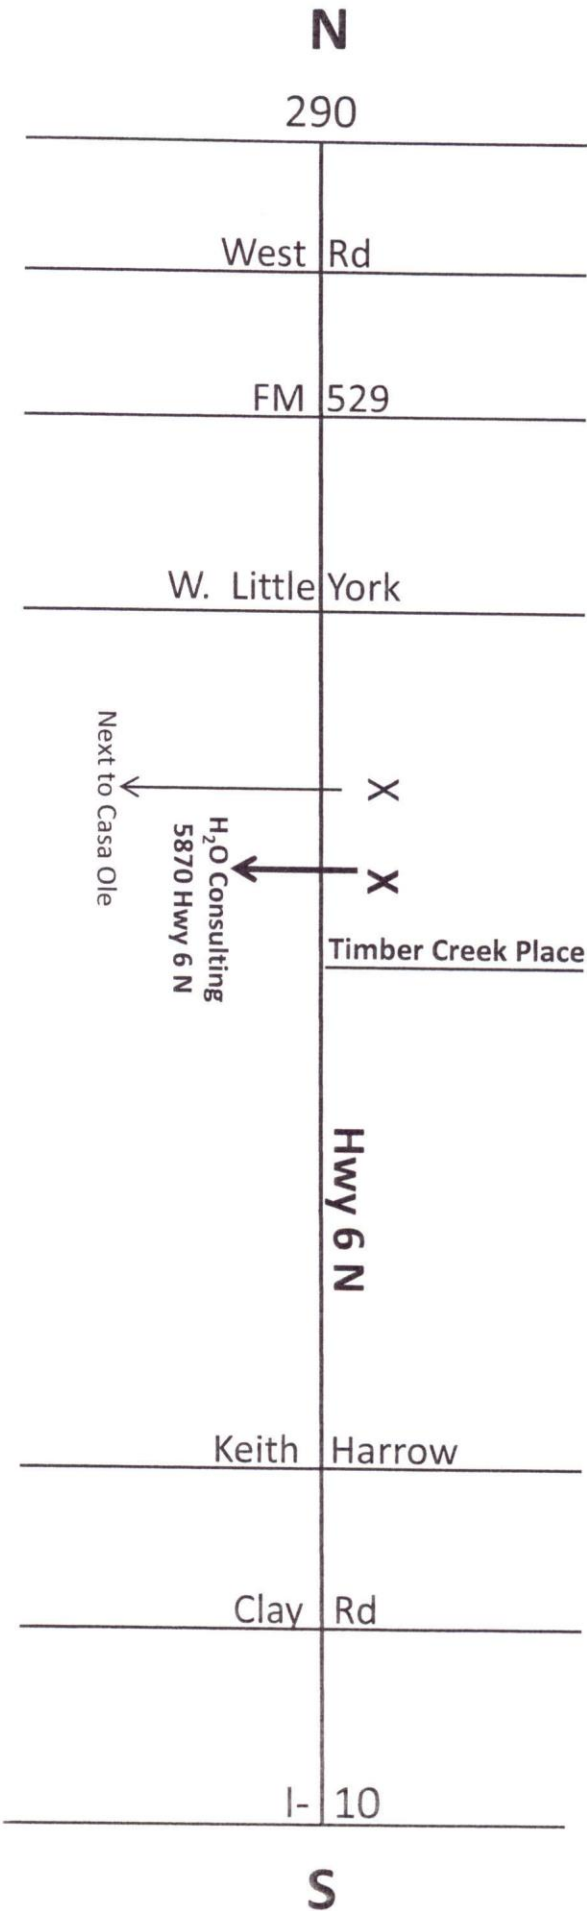 N
290
West Rd
FM 529
W. Little York
X
Next to Casa Ole
X
H₂O Consulting
5870 Hwy 6 N
Timber Creek Place
Hwy 6 N
Keith Harrow
Clay Rd
I- 10
S